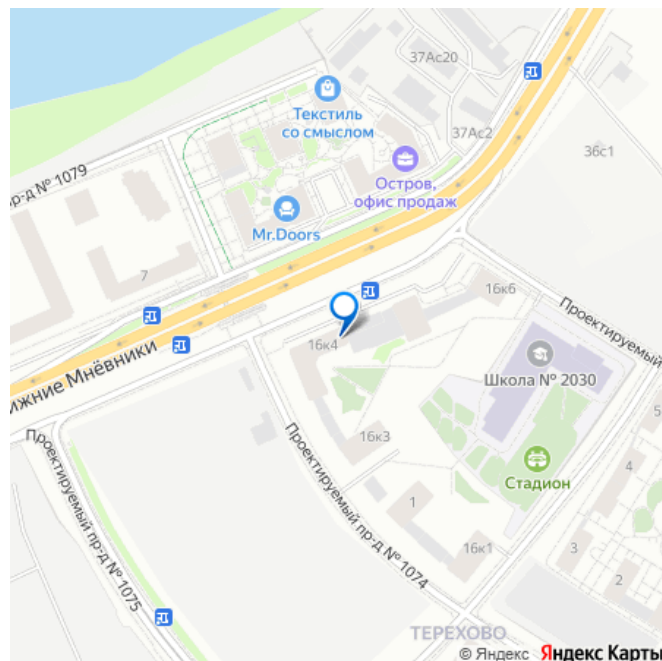 37Ас20
Текстиль
со смыслом
37Ас2
36с1
Остров,
офис продаж
пр-д № 1079
Mr.Doors
7
16к6
Проектируемый
16к4
ижние Мнёвники
Школа № 2030
16к3
Стадион
5
4
Проектируемый пр-д № 1075
Проектируемый пр-д № 1074
1
16к1
3
2
ТЕРЕХОВО
© Яндекс Яндекс Карты